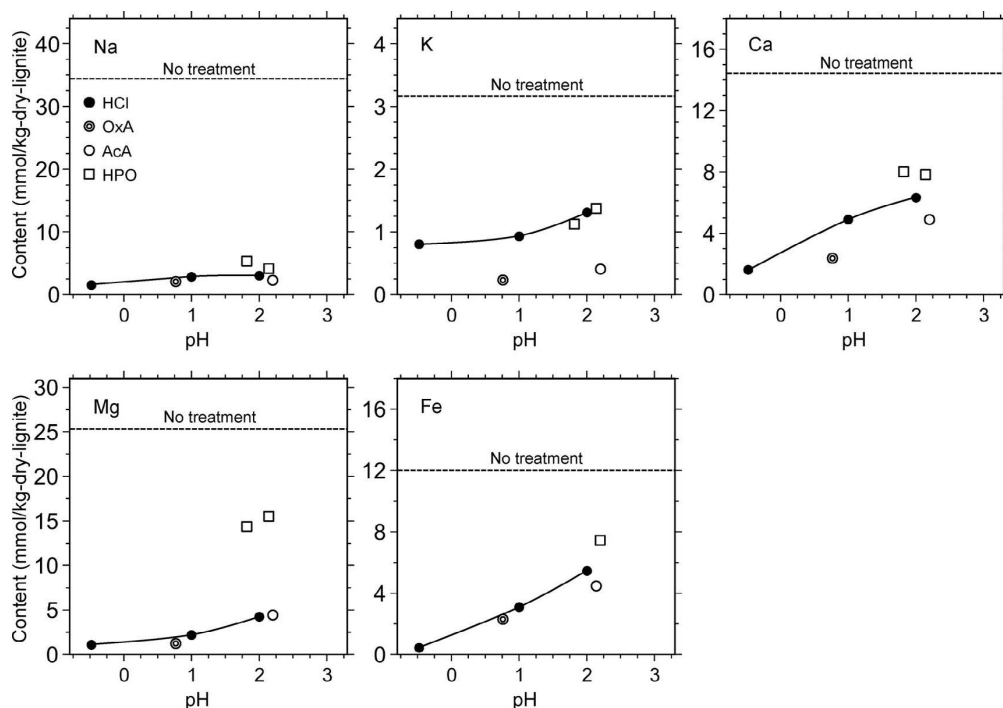 Content (mmol/kg-dry-lignite)
Na
No treatment
HCl
OxA
AcA
HPO
40
30
20
10
0
0 1 2 3
pH
K
No treatment
4
3
2
1
0
0 1 2 3
pH
Ca
No treatment
16
12
8
4
0
0 1 2 3
pH
Content (mmol/kg-dry-lignite)
Mg
No treatment
30
25
20
15
10
5
0
0 1 2 3
pH
Fe
No treatment
16
12
8
4
0
0 1 2 3
pH